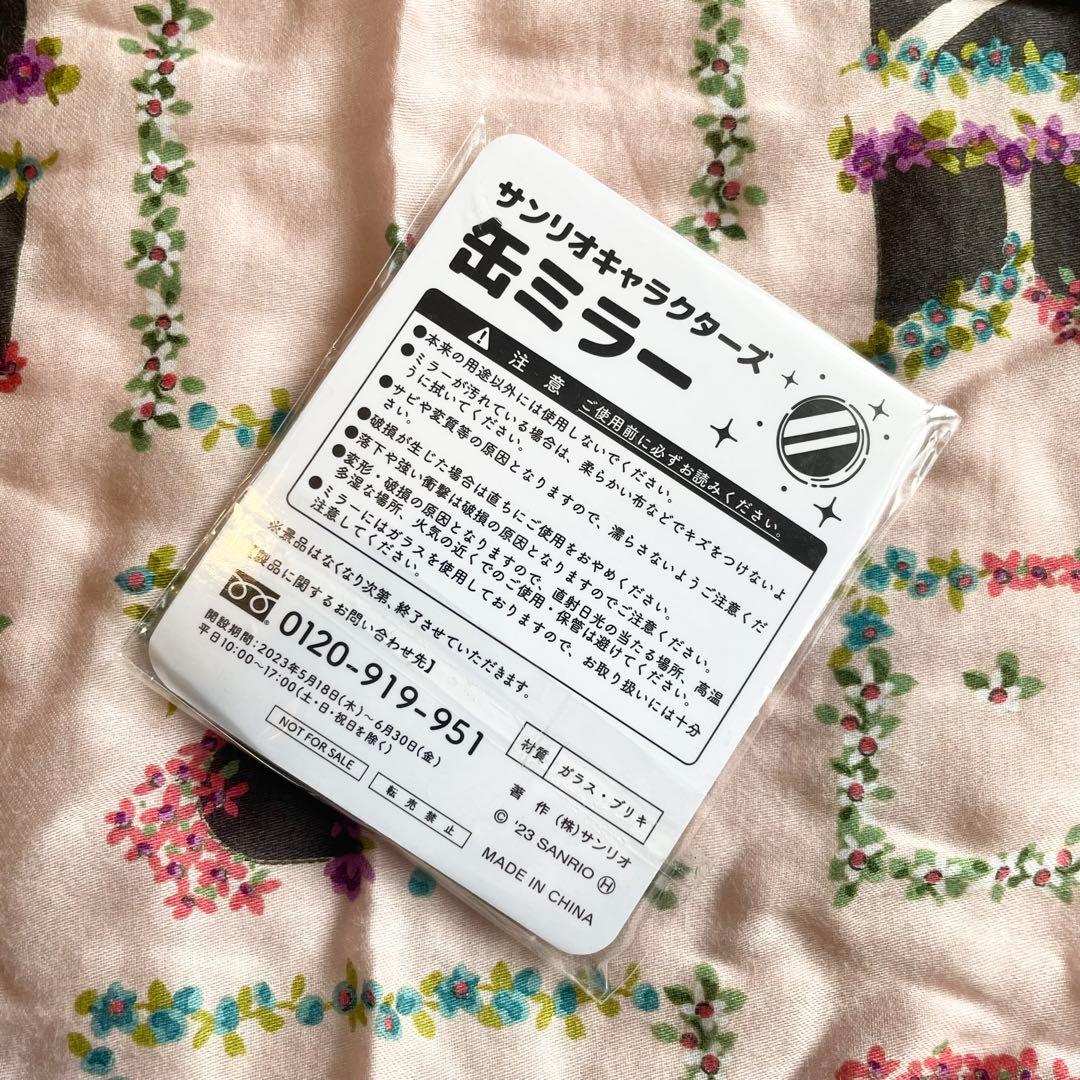 サンリオキャラクターズ
缶ミラー
注 意 ご使用前に必ずお読みください。
●本来の用途以外には使用しないでください。
●ミラーが汚れている場合は、柔らかい布などでキズをつけないよ
うに拭いてください。
●サビや変質等の原因となりますので、濡らさないようご注意くだ
さい。
●破損が生じた場合は直ちにご使用をおやめください。
●落下や強い衝撃は破損の原因となりますのでご注意ください。
●変形・破損の原因となりますので、直射日光の当たる場所、高温
多湿な場所、火気の近くでのご使用・保管は避けてください。
●ミラーにはガラスを使用しておりますので、お取り扱いには十分
注意してください。
※景品はなくなり次第、終了させていただきます。
【製品に関するお問い合わせ先】
0120-919-951
開設期間:2023年5月18日(木)~6月30日(金)
平日10:00~17:00(土・日・祝日を除く)
NOT FOR SALE
転売禁止
材質 ガラス・ブリキ
著作 (株)サンリオ
© '23 SANRIO Ⓗ
MADE IN CHINA